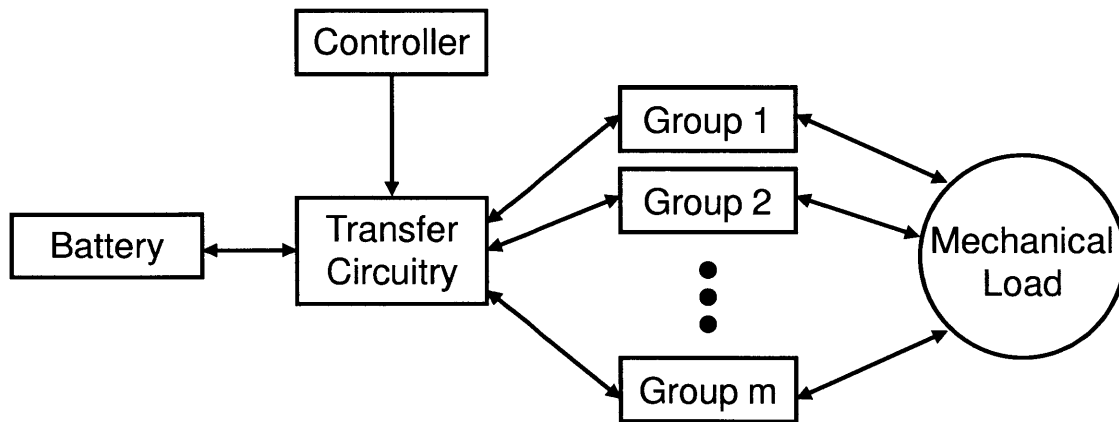 Controller
Group 1
Group 2
Battery
Transfer
Circuitry
Mechanical
Load
Group m